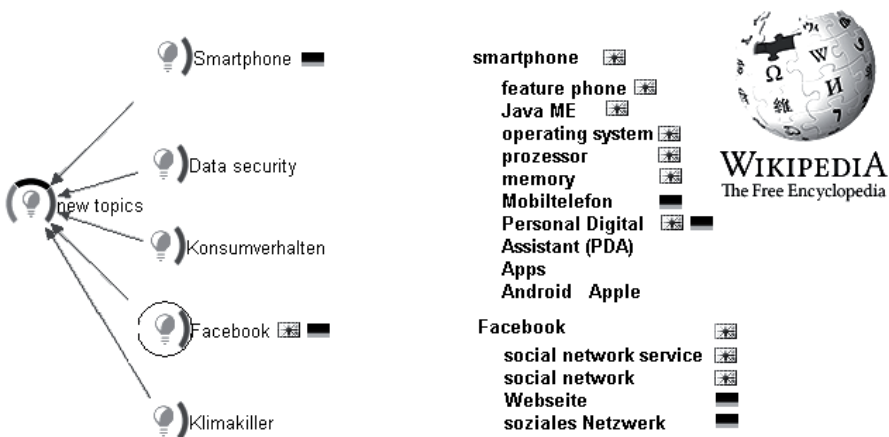 Smartphone
Data security
new topics
Konsumverhalten
Facebook
Klimakiller
smartphone
feature phone
Java ME
operating system
prozessor
memory
Mobiltelefon
Personal Digital
Assistant (PDA)
Apps
Android Apple
Facebook
social network service
social network
Webseite
soziales Netzwerk
Ω
W
И
維
7
WIKIPEDIA
The Free Encyclopedia